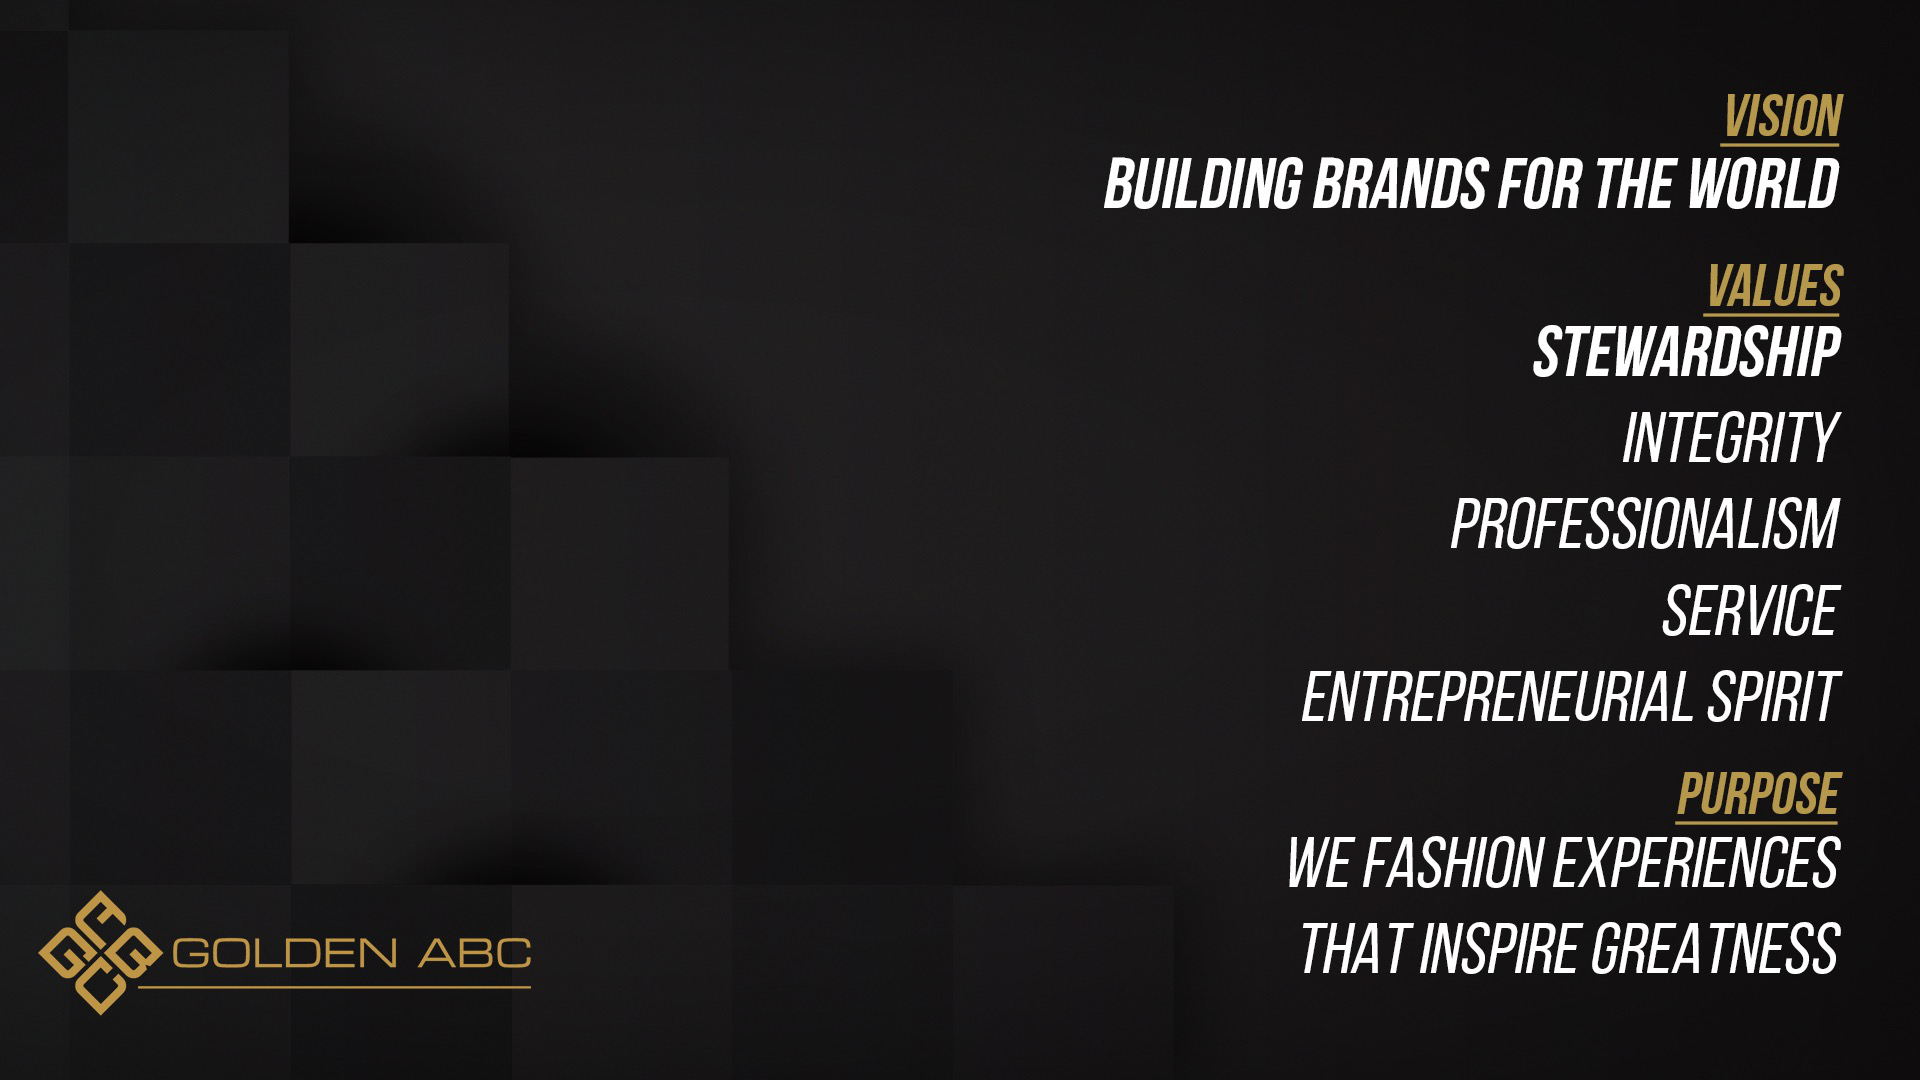 VISION
BUILDING BRANDS FOR THE WORLD
VALUES
STEWARDSHIP
INTEGRITY
PROFESSIONALISM
SERVICE
ENTREPRENEURIAL SPIRIT
PURPOSE
WE FASHION EXPERIENCES
THAT INSPIRE GREATNESS
GOLDEN ABC